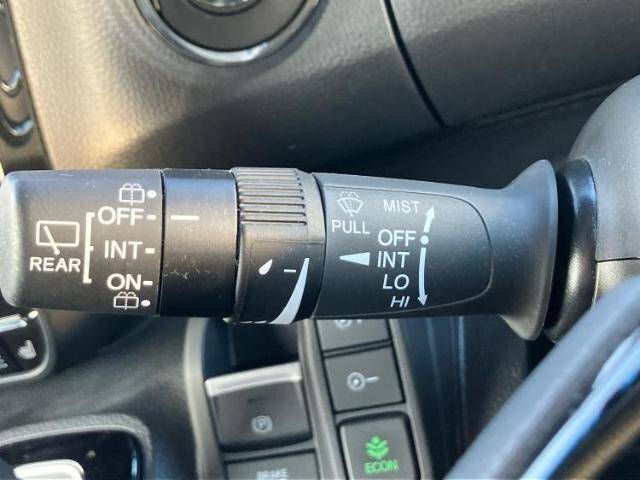 OFF
INT
ON
REAR
PULL
MIST
OFF
INT
LO
HI
P
BRAKE
ECON